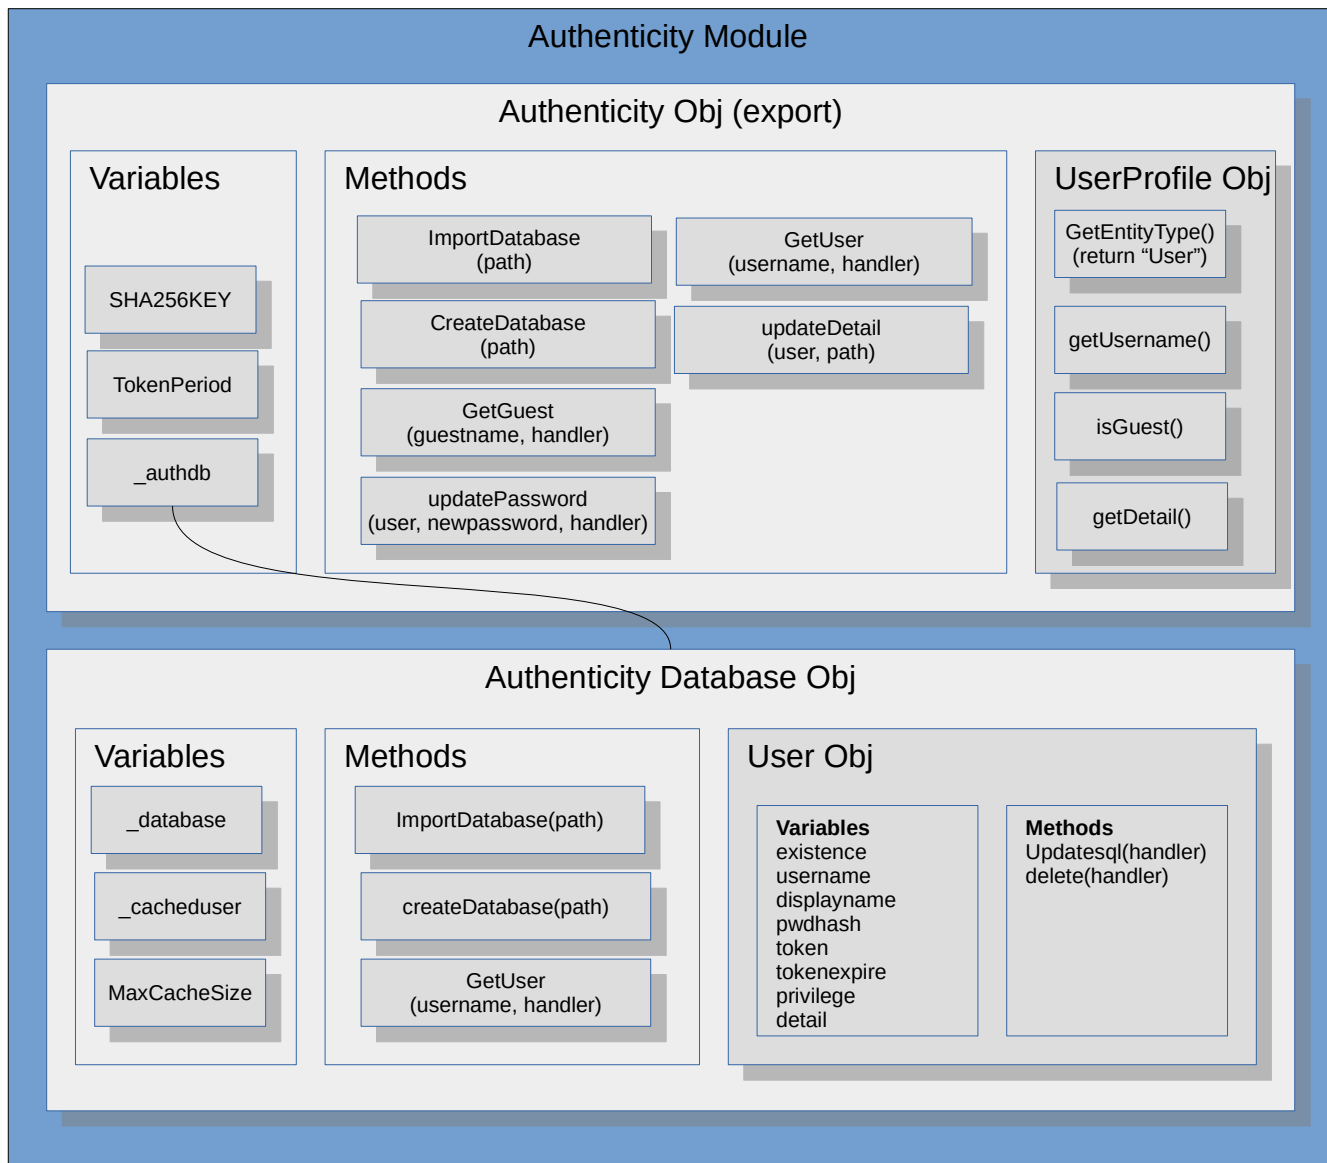 Authenticity Module
Authenticity Obj (export)
Variables
SHA256KEY
TokenPeriod
_authdb
Methods
ImportDatabase
(path)
CreateDatabase
(path)
GetGuest
(guestname, handler)
updatePassword
(user, newpassword, handler)
GetUser
(username, handler)
updateDetail
(user, path)
UserProfile Obj
GetEntityType()
(return “User”)
getUsername()
isGuest()
getDetail()
Authenticity Database Obj
Variables
_database
_cacheduser
MaxCacheSize
Methods
ImportDatabase(path)
createDatabase(path)
GetUser
(username, handler)
User Obj
Variables
existence
username
displayname
pwdhash
token
tokenexpire
privilege
detail
Methods
Updatesql(handler)
delete(handler)